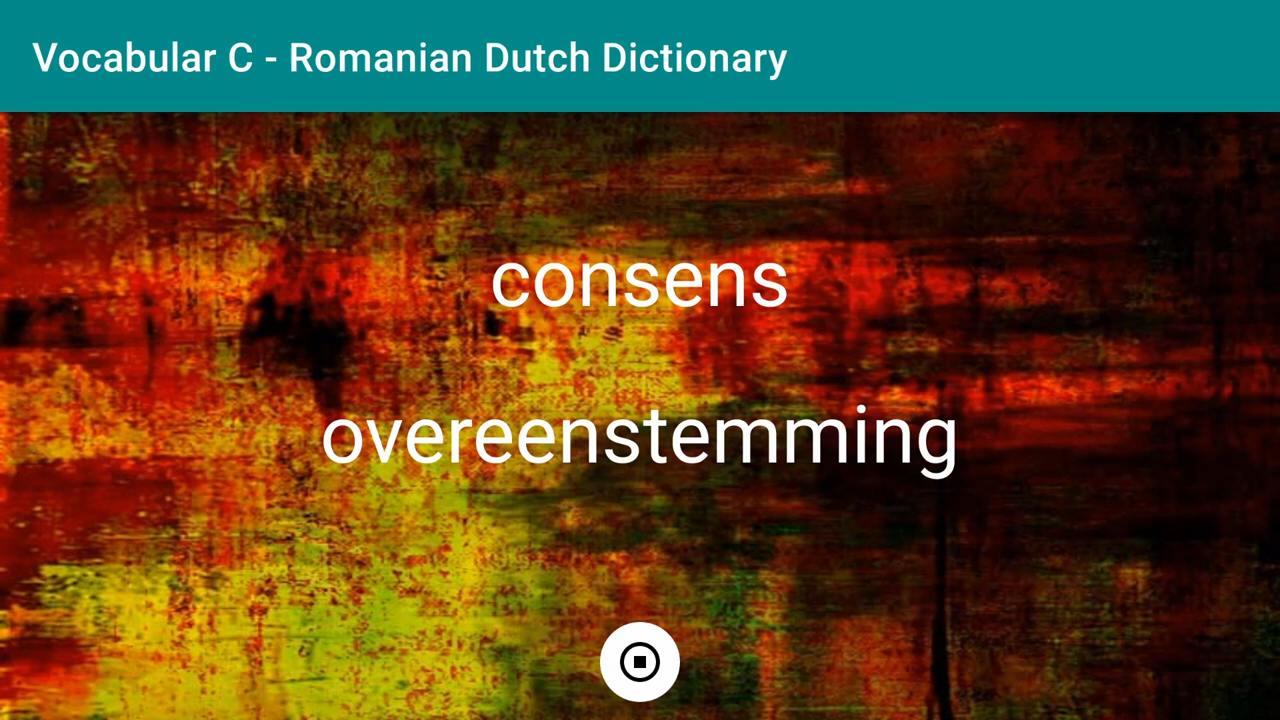 Vocabular C - Romanian Dutch Dictionary
consens
overeenstemming